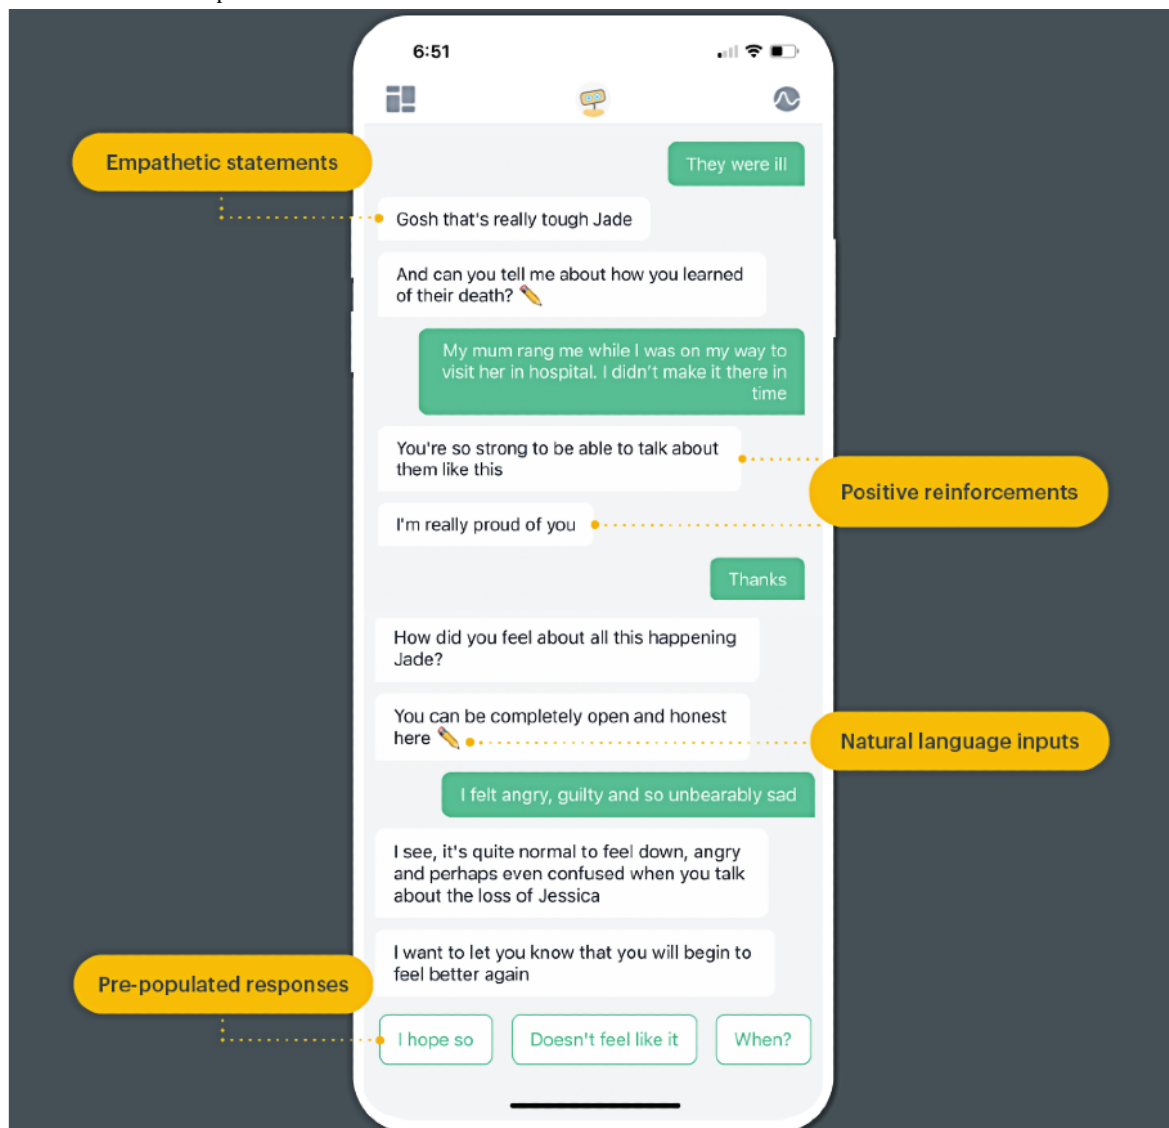 6:51
Empathetic statements
They were ill
Gosh that's really tough Jade
And can you tell me about how you learned
of their death? ✏️
My mum rang me while I was on my way to
visit her in hospital. I didn't make it there in
time
You're so strong to be able to talk about
them like this
Positive reinforcements
I'm really proud of you
Thanks
How did you feel about all this happening
Jade?
You can be completely open and honest
here ✏️
Natural language inputs
I felt angry, guilty and so unbearably sad
I see, it's quite normal to feel down, angry
and perhaps even confused when you talk
about the loss of Jessica
I want to let you know that you will begin to
feel better again
Pre-populated responses
I hope so
Doesn't feel like it
When?